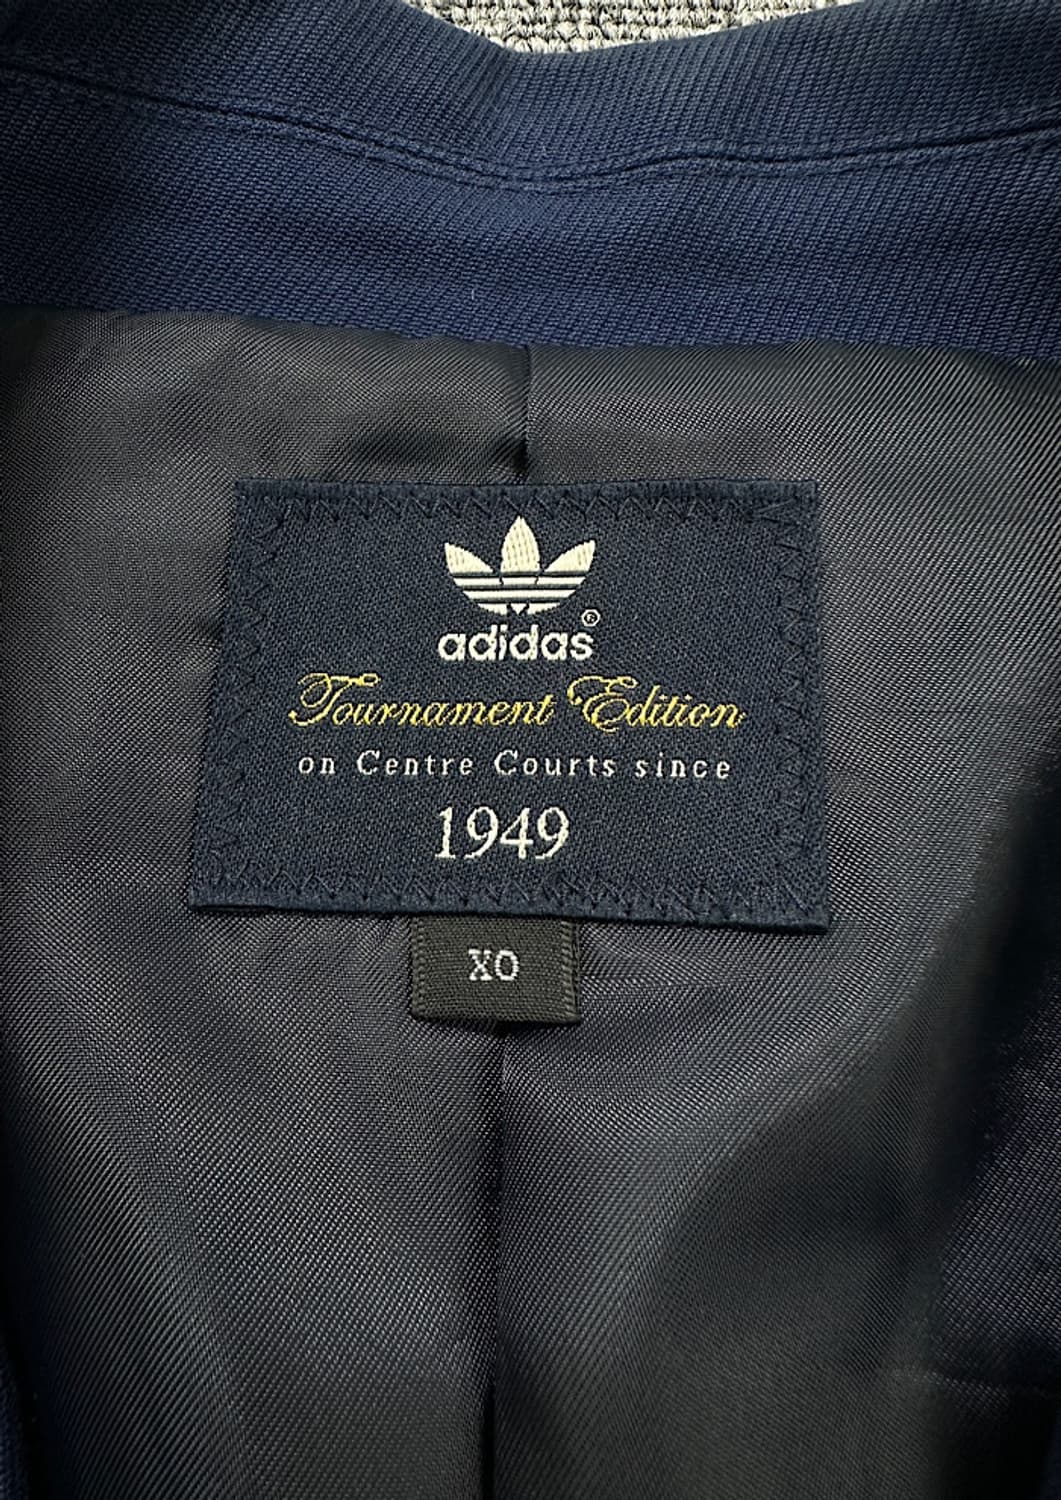 adidas®
Tournament Edition
on Centre Courts since
1949
XO